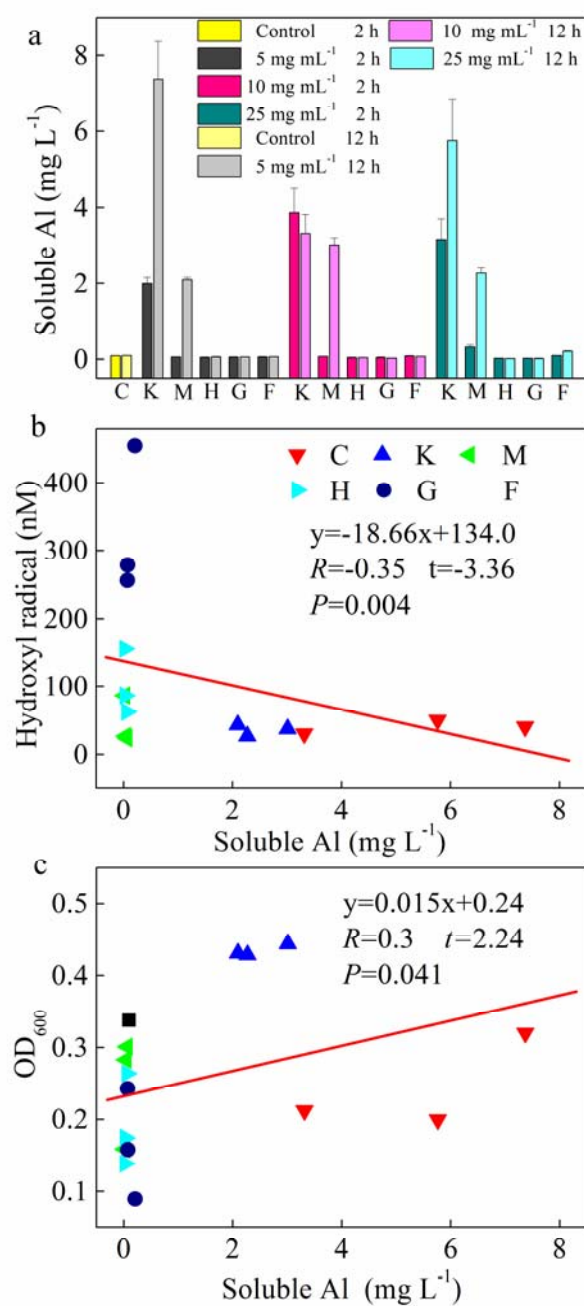 a
Control 2 h
5 mg mL⁻¹ 2 h
10 mg mL⁻¹ 2 h
25 mg mL⁻¹ 2 h
Control 12 h
5 mg mL⁻¹ 12 h
10 mg mL⁻¹ 12 h
25 mg mL⁻¹ 12 h
Soluble Al (mg L⁻¹)
8
6
4
2
0
C K M H G F K M H G F K M H G F
b
C K M
H G F
y=-18.66x+134.0
R=-0.35 t=-3.36
P=0.004
Hydroxyl radical (nM)
400
300
200
100
0
0 2 4 6 8
Soluble Al (mg L⁻¹)
c
y=0.015x+0.24
R=0.3 t=2.24
P=0.041
OD₆₀₀
0.5
0.4
0.3
0.2
0.1
0 2 4 6 8
Soluble Al (mg L⁻¹)